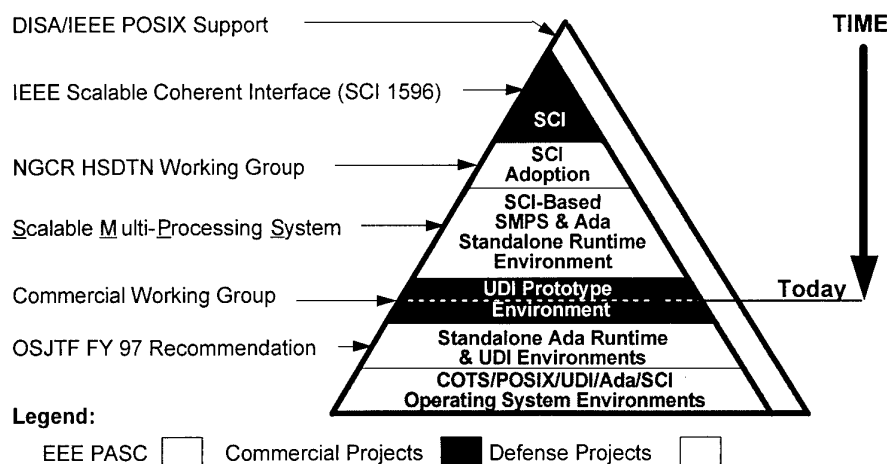 DISA/IEEE POSIX Support
TIME
IEEE Scalable Coherent Interface (SCI 1596)
SCI
NGCR HSDTN Working Group
SCI
Adoption
Scalable Multi-Processing System
SCI-Based
SMPS & Ada
Standalone Runtime
Environment
Commercial Working Group
UDI Prototype
Environment
Today
OSJTF FY 97 Recommendation
Standalone Ada Runtime
& UDI Environments
COTS/POSIX/UDI/Ada/SCI
Operating System Environments
Legend:
EEE PASC
Commercial Projects
Defense Projects